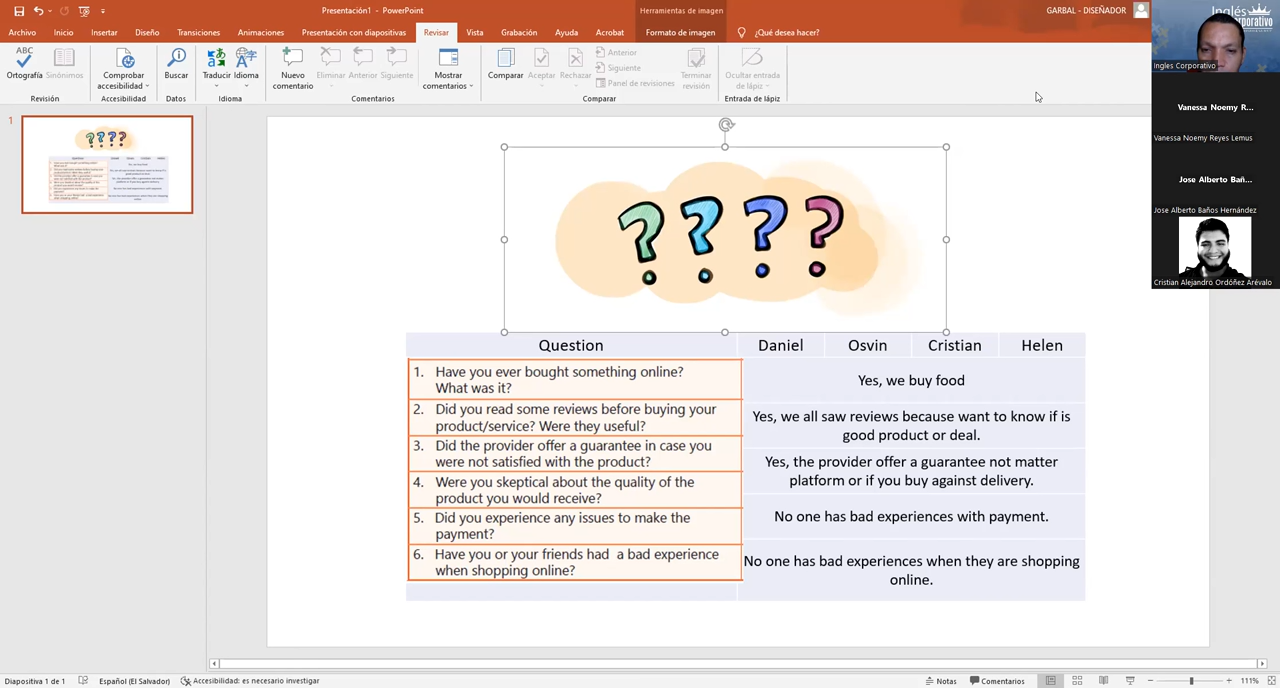 Presentación1 - PowerPoint
Herramientas de imagen
GARBAL - DISEÑADOR
Archivo Inicio Insertar Diseño Transiciones Animaciones Presentación con diapositivas Revisar Vista Grabación Ayuda Acrobat Formato de imagen ¿Qué desea hacer?
ABC
Ortografía Sinónimos
Comprobar accesibilidad
Buscar
Traducir Idioma
Nuevo comentario
Eliminar Anterior Siguiente
Mostrar comentarios
Comparar
Aceptar Rechazar
Anterior
Siguiente
Panel de revisiones
Terminar revisión
Ocultar entrada de lápiz
Revisión Accesibilidad Datos Idioma Comentarios Comparar Entrada de lápiz
Inglés
Corporativo
Ingles Corporativo
Vanessa Noemy R...
Vanessa Noemy Reyes Lemus
Jose Alberto Bañ...
Jose Alberto Baños Hernández
Cristian Alejandro Ordóñez Arévalo
1
? ? ? ?
Question Daniel Osvin Cristian Helen
1. Have you ever bought something online?
What was it?
Yes, we buy food
2. Did you read some reviews before buying your
product/service? Were they useful?
Yes, we all saw reviews because want to know if is
good product or deal.
3. Did the provider offer a guarantee in case you
were not satisfied with the product?
Yes, the provider offer a guarantee not matter
platform or if you buy against delivery.
4. Were you skeptical about the quality of the
product you would receive?
No one has bad experiences with payment.
5. Did you experience any issues to make the
payment?
6. Have you or your friends had a bad experience
when shopping online?
No one has bad experiences when they are shopping
online.
Diapositiva 1 de 1 Español (El Salvador) Accesibilidad: es necesario investigar Notas Comentarios 111%